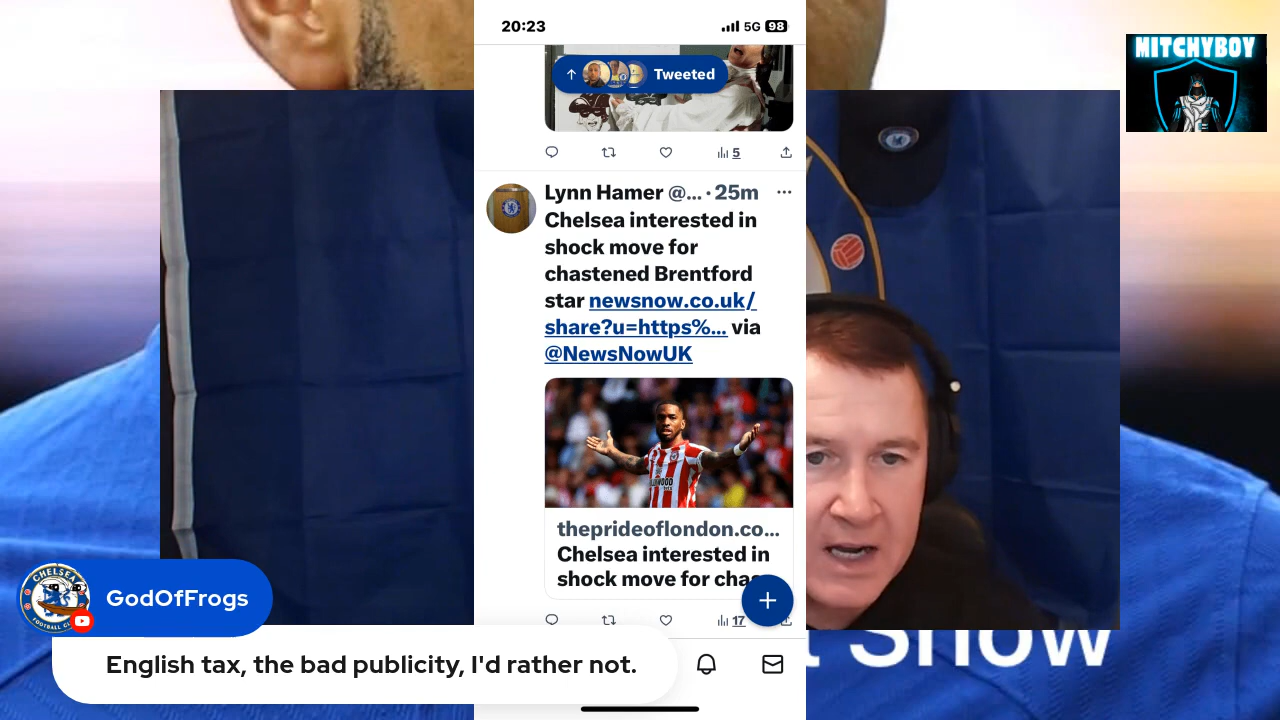 20:23
5G
98
Tweeted
5
Lynn Hamer @... · 25m
Chelsea interested in
shock move for
chastened Brentford
star newsnow.co.uk/
share?u=https%... via
@NewsNowUK
theprideoflondon.co...
Chelsea interested in
shock move for
17
MITCHYBOY
CHELSEA
FOOTBALL
GodOfFrogs
English tax, the bad publicity, I'd rather not.
Show